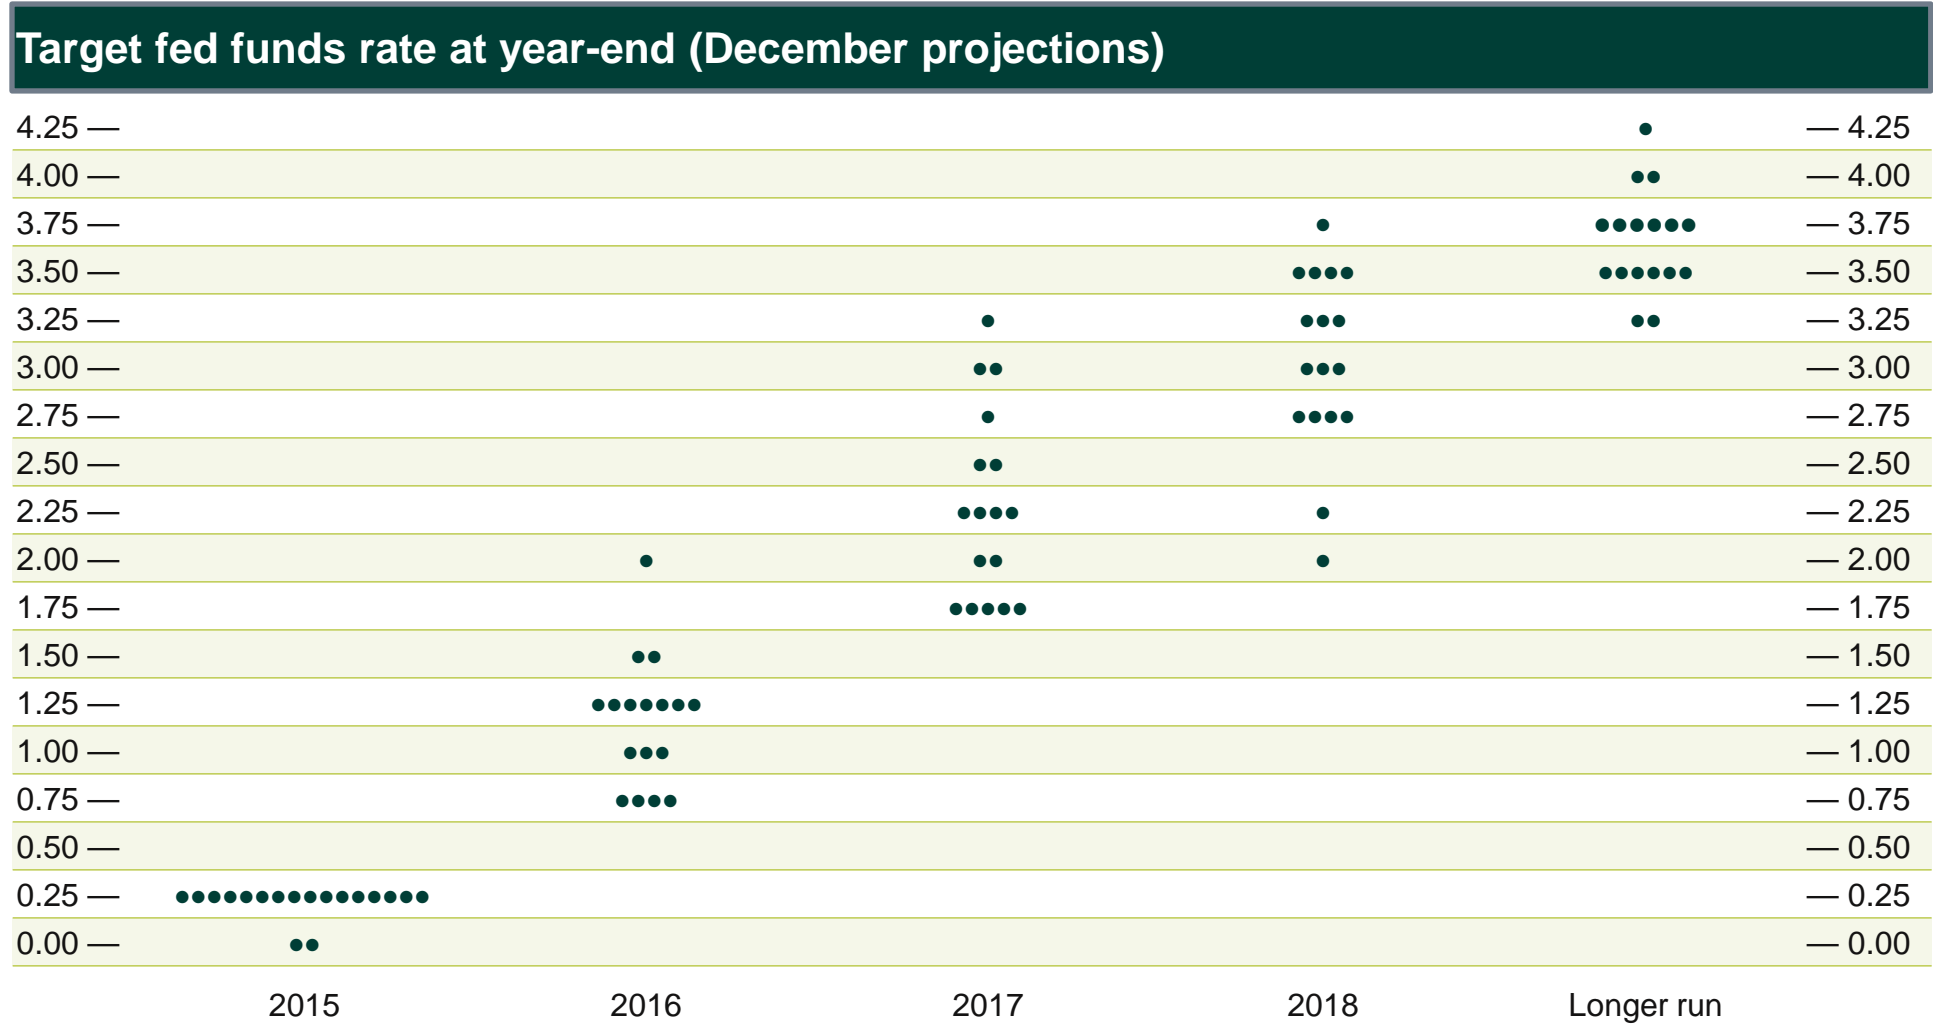 Target fed funds rate at year-end (December projections)
4.25 — — 4.25
4.00 — — 4.00
3.75 — — 3.75
3.50 — — 3.50
3.25 — — 3.25
3.00 — — 3.00
2.75 — — 2.75
2.50 — — 2.50
2.25 — — 2.25
2.00 — — 2.00
1.75 — — 1.75
1.50 — — 1.50
1.25 — — 1.25
1.00 — — 1.00
0.75 — — 0.75
0.50 — — 0.50
0.25 — — 0.25
0.00 — — 0.00
2015 2016 2017 2018 Longer run